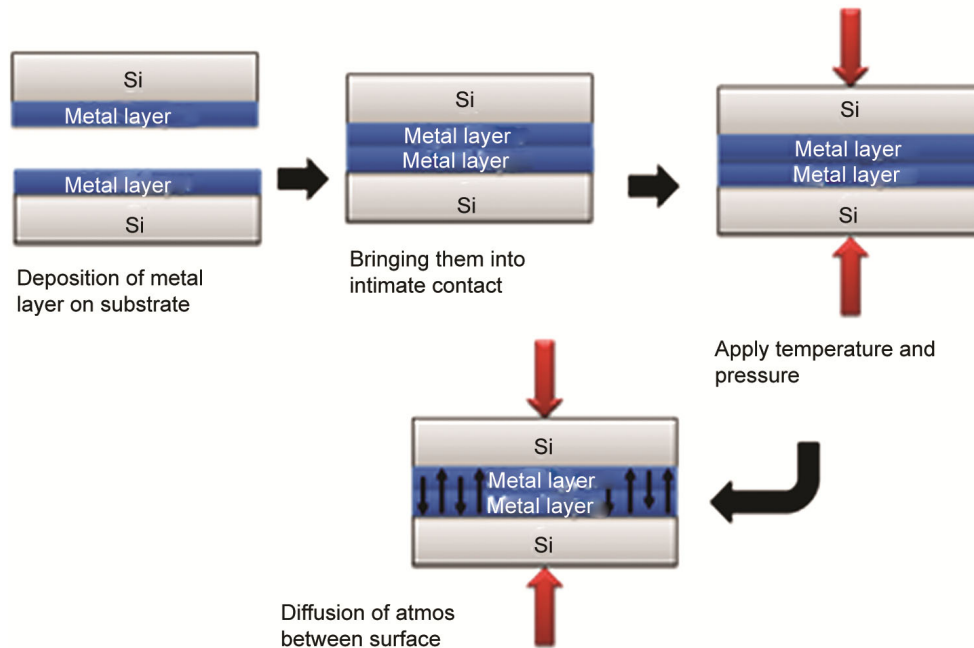 Si
Metal layer
Metal layer
Si
Deposition of metal
layer on substrate
Si
Metal layer
Metal layer
Si
Bringing them into
intimate contact
Si
Metal layer
Metal layer
Si
Apply temperature and
pressure
Si
Metal layer
Metal layer
Si
Diffusion of atmos
between surface